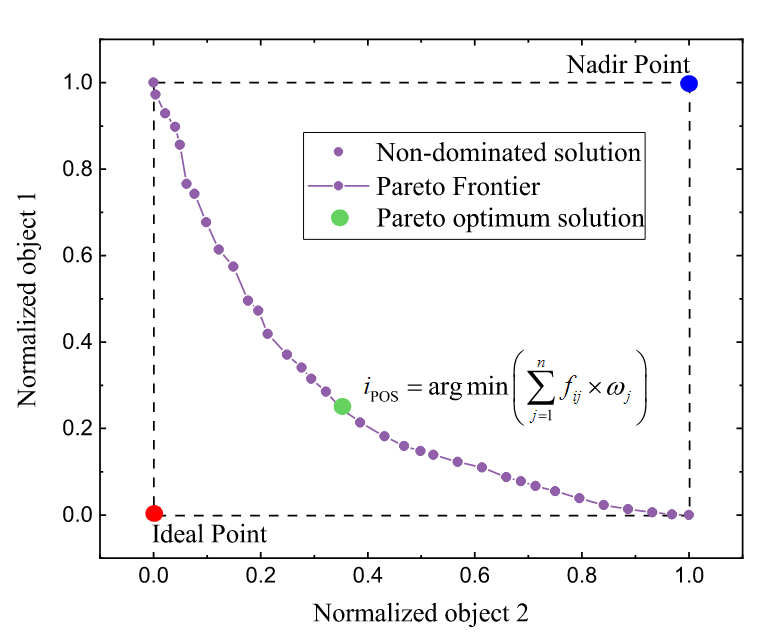 Nadir Point
1.0
Non-dominated solution
0.8
Pareto Frontier
Pareto optimum solution
0.6
Normalized object 1
0.4
i_POS = arg min ( ∑_{j=1}^{n} f_{ij} × ω_j )
0.2
0.0
Ideal Point
0.0 0.2 0.4 0.6 0.8 1.0
Normalized object 2